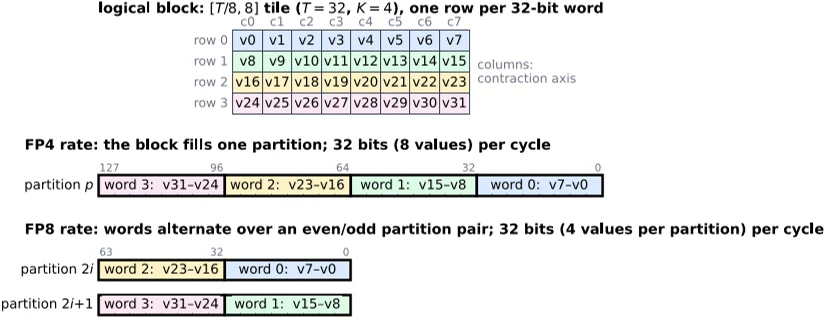 logical block: [T/8, 8] tile (T = 32, K = 4), one row per 32-bit word
c0 c1 c2 c3 c4 c5 c6 c7
row 0 v0 v1 v2 v3 v4 v5 v6 v7
row 1 v8 v9 v10 v11 v12 v13 v14 v15
row 2 v16 v17 v18 v19 v20 v21 v22 v23
row 3 v24 v25 v26 v27 v28 v29 v30 v31
columns:
contraction axis
FP4 rate: the block fills one partition; 32 bits (8 values) per cycle
127 96 64 32 0
partition p word 3: v31–v24 word 2: v23–v16 word 1: v15–v8 word 0: v7–v0
FP8 rate: words alternate over an even/odd partition pair; 32 bits (4 values per partition) per cycle
63 32 0
partition 2i word 2: v23–v16 word 0: v7–v0
partition 2i+1 word 3: v31–v24 word 1: v15–v8